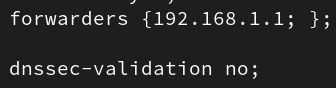 forwarders {192.168.1.1; };
dnssec-validation no;